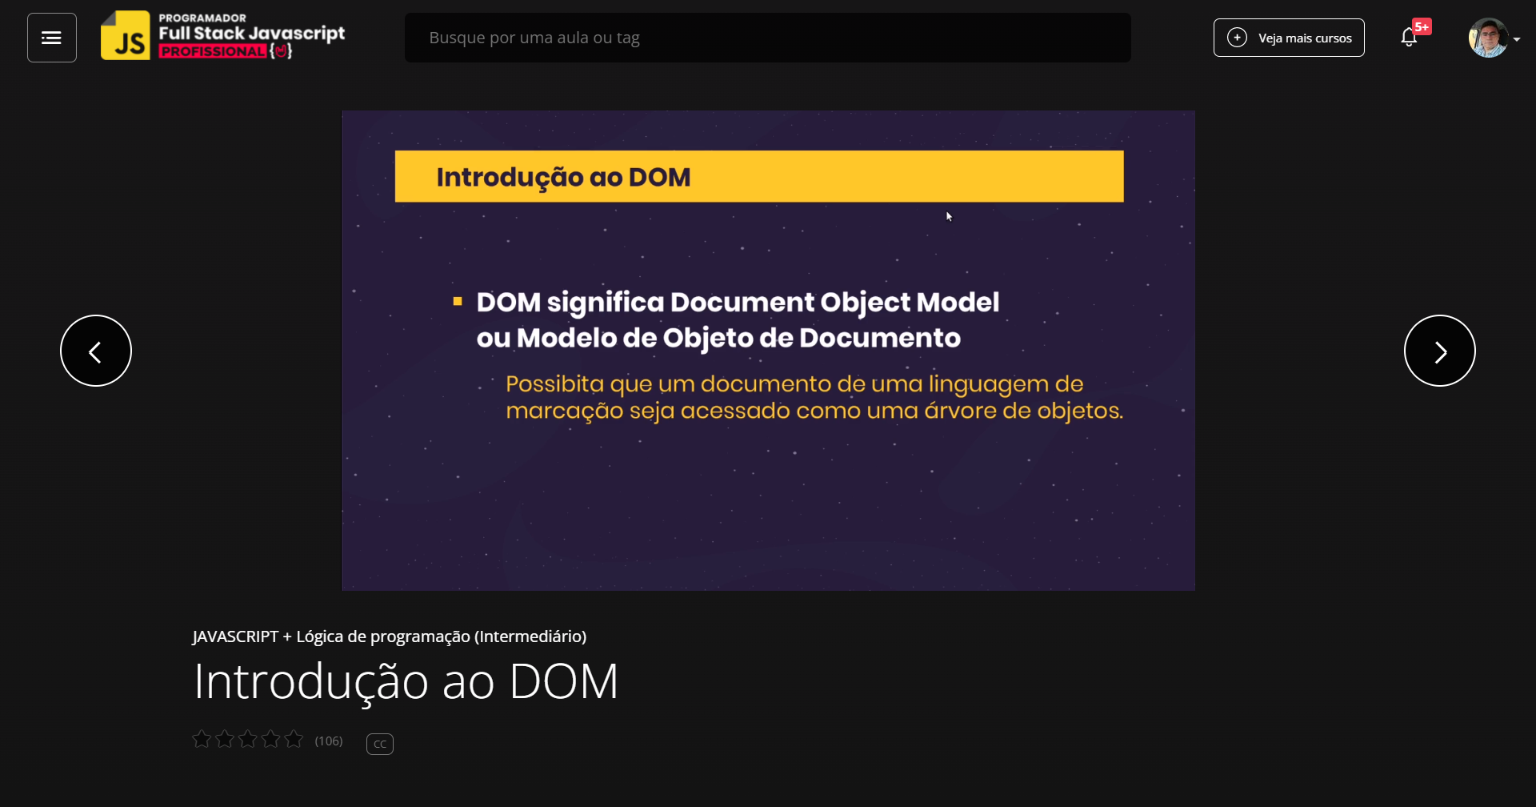 JS
PROGRAMADOR
Full Stack Javascript
PROFISSIONAL
Busque por uma aula ou tag
Veja mais cursos
5+
Introdução ao DOM
DOM significa Document Object Model
ou Modelo de Objeto de Documento
Possibita que um documento de uma linguagem de
marcação seja acessado como uma árvore de objetos.
JAVASCRIPT + Lógica de programação (Intermediário)
Introdução ao DOM
(106)
CC